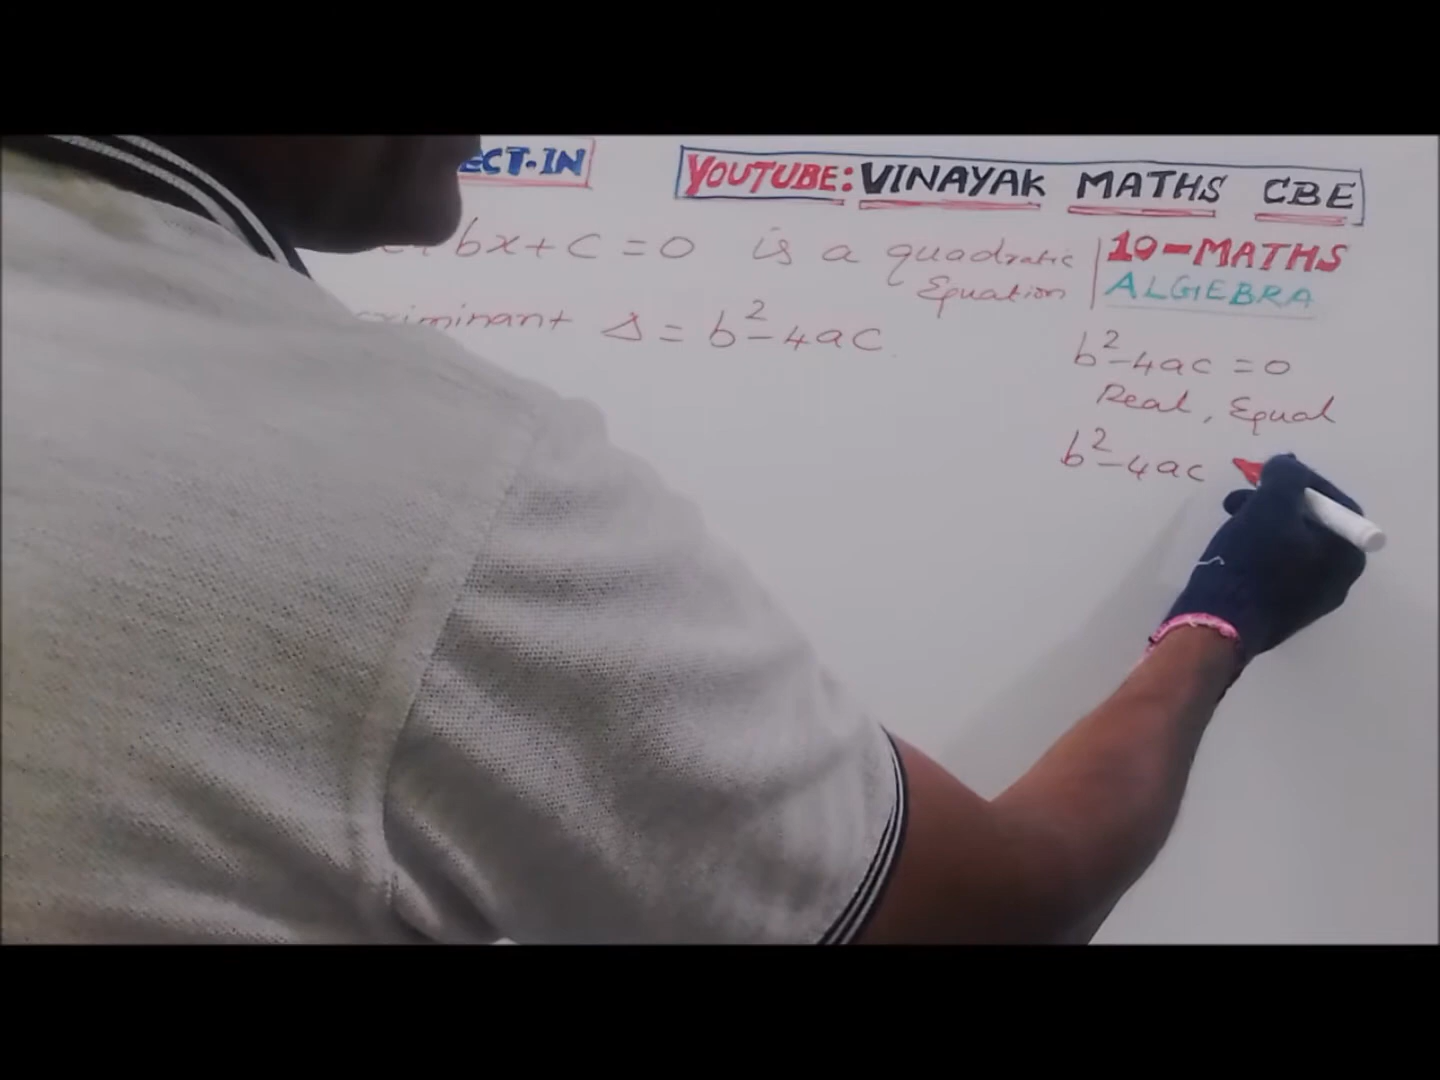 ECT-IN
YOUTUBE: VINAYAK MATHS CBE
bx+c=0 is a quadratic
Equation
10-MATHS
ALGEBRA
Δ = b²-4ac
b²-4ac =0
Real, Equal
b²-4ac